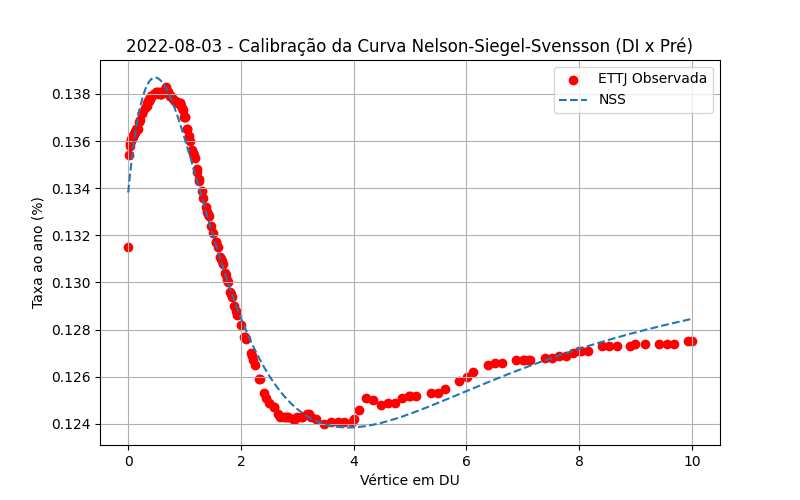 2022-08-03 - Calibração da Curva Nelson-Siegel-Svensson (DI x Pré)
ETTJ Observada
NSS
Taxa ao ano (%)
0.138
0.136
0.134
0.132
0.130
0.128
0.126
0.124
0 2 4 6 8 10
Vértice em DU